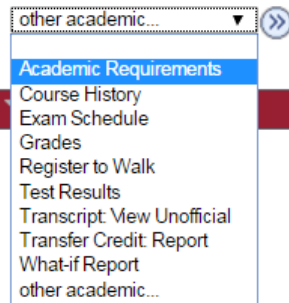 other academic...
Academic Requirements
Course History
Exam Schedule
Grades
Register to Walk
Test Results
Transcript: View Unofficial
Transfer Credit: Report
What-if Report
other academic...